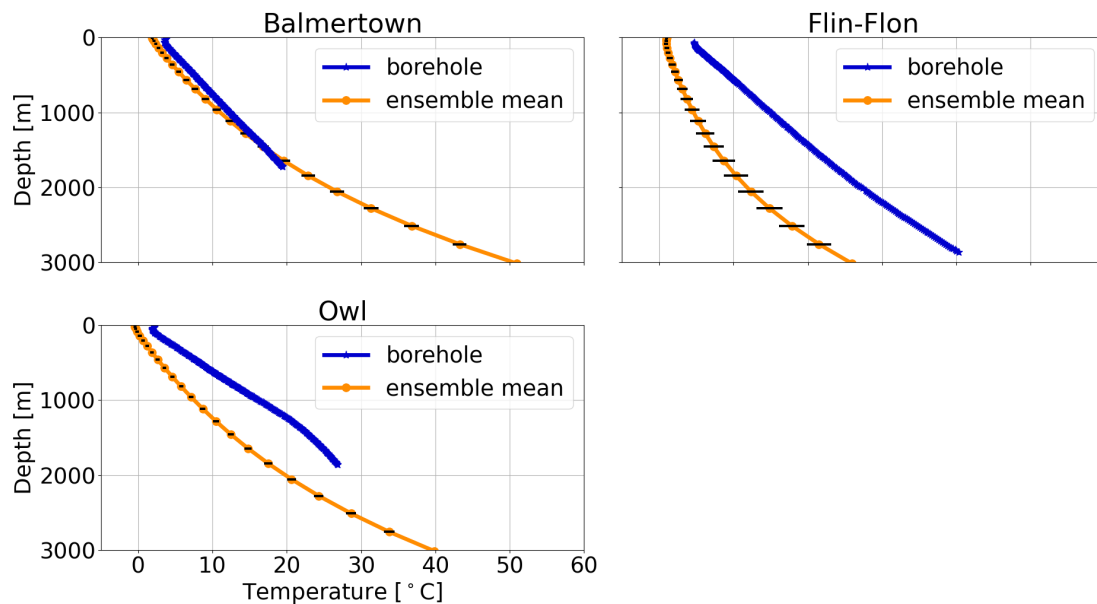 Balmertown
Flin-Flon
0
1000
2000
3000
Depth [m]
borehole
ensemble mean
borehole
ensemble mean
Owl
0
1000
2000
3000
Depth [m]
borehole
ensemble mean
0 10 20 30 40 50 60
Temperature [°C]